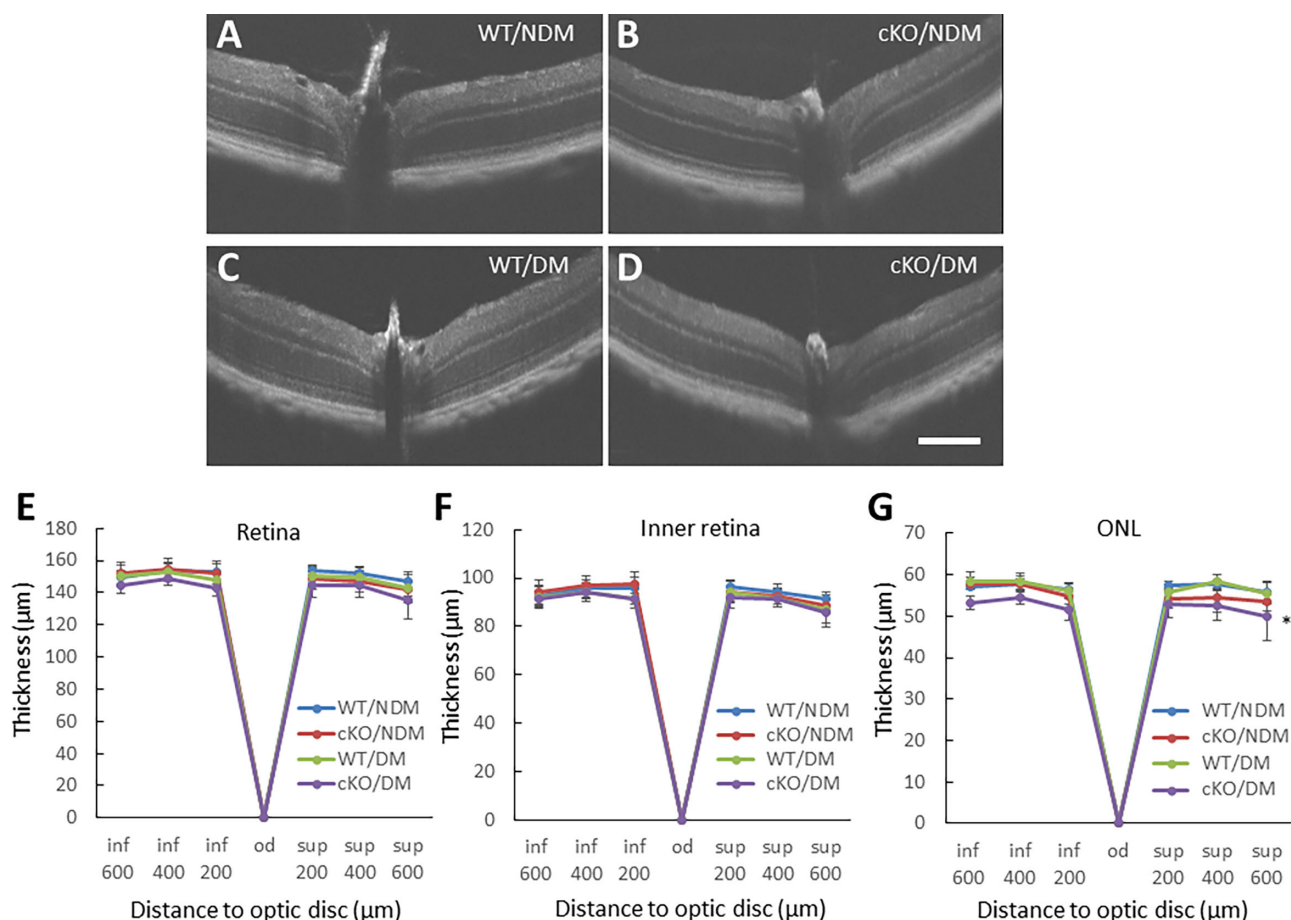 A
WT/NDM
B
cKO/NDM
C
WT/DM
D
cKO/DM
E
Retina
180
160
140
120
100
80
60
40
20
0
Thickness (µm)
WT/NDM
cKO/NDM
WT/DM
cKO/DM
inf inf inf od sup sup sup
600 400 200 200 400 600
Distance to optic disc (µm)
F
Inner retina
120
100
80
60
40
20
0
Thickness (µm)
WT/NDM
cKO/NDM
WT/DM
cKO/DM
inf inf inf od sup sup sup
600 400 200 200 400 600
Distance to optic disc (µm)
G
ONL
70
60
50
40
30
20
10
0
Thickness (µm)
*
WT/NDM
cKO/NDM
WT/DM
cKO/DM
inf inf inf od sup sup sup
600 400 200 200 400 600
Distance to optic disc (µm)